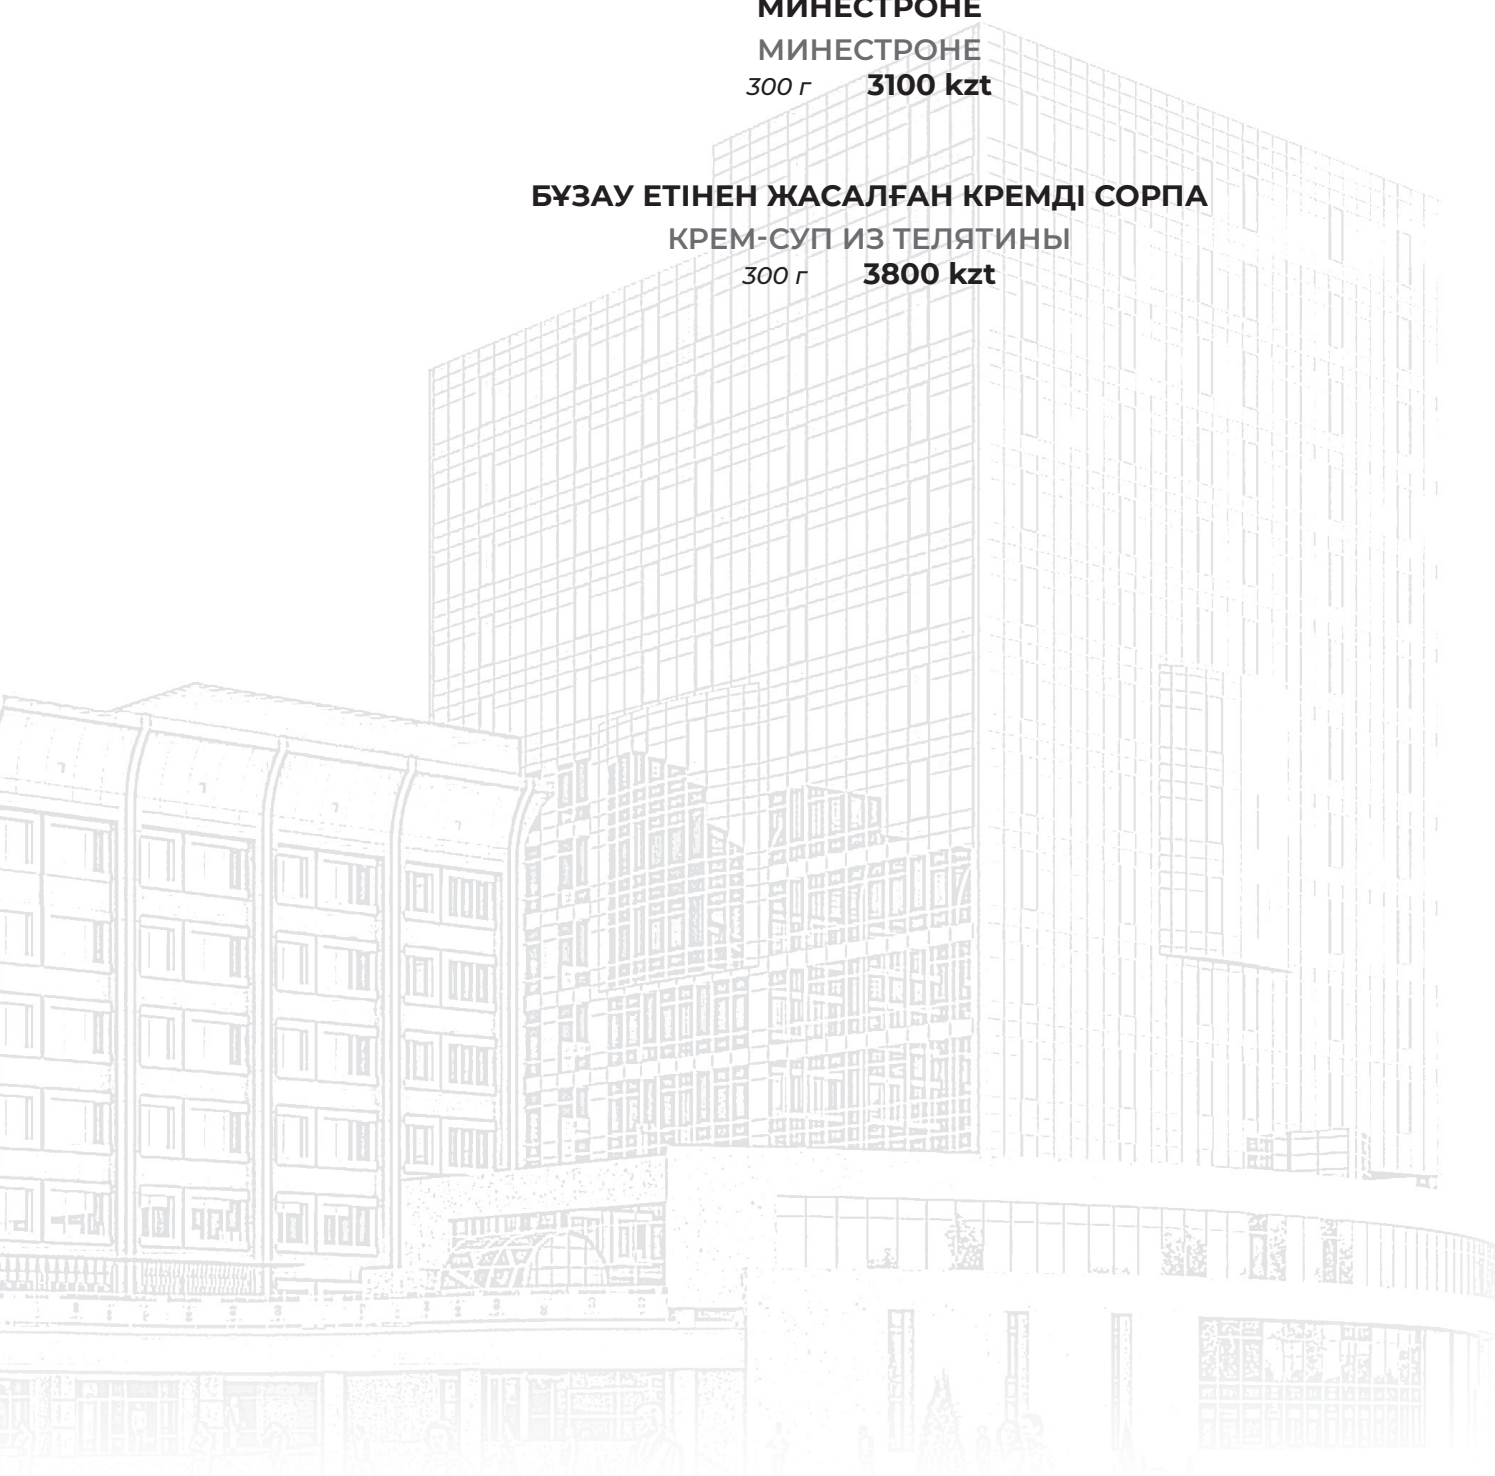 МИНЕСТРОНЕ
МИНЕСТРОНЕ
300 г 3100 kzt
БҰЗАУ ЕТІНЕН ЖАСАЛҒАН КРЕМДІ СОРПА
КРЕМ-СУП ИЗ ТЕЛЯТИНЫ
300 г 3800 kzt